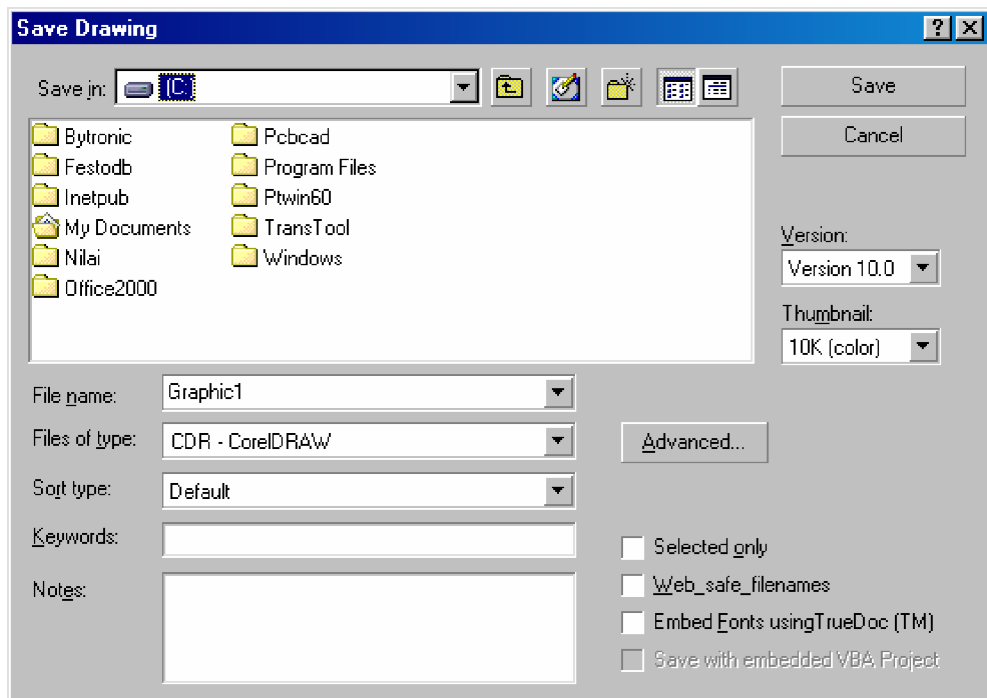 Save Drawing
Save in: (C:
Save
Cancel
Bytronic
Festodb
Inetpub
My Documents
Nilai
Office2000
Pcbcad
Program Files
Ptwin60
TransTool
Windows
Version:
Version 10.0
Thumbnail:
10K (color)
File name: Graphic1
Files of type: CDR - CorelDRAW
Advanced...
Sort type: Default
Keywords:
Notes:
Selected only
Web_safe_filenames
Embed Fonts usingTrueDoc (TM)
Save with embedded VBA Project